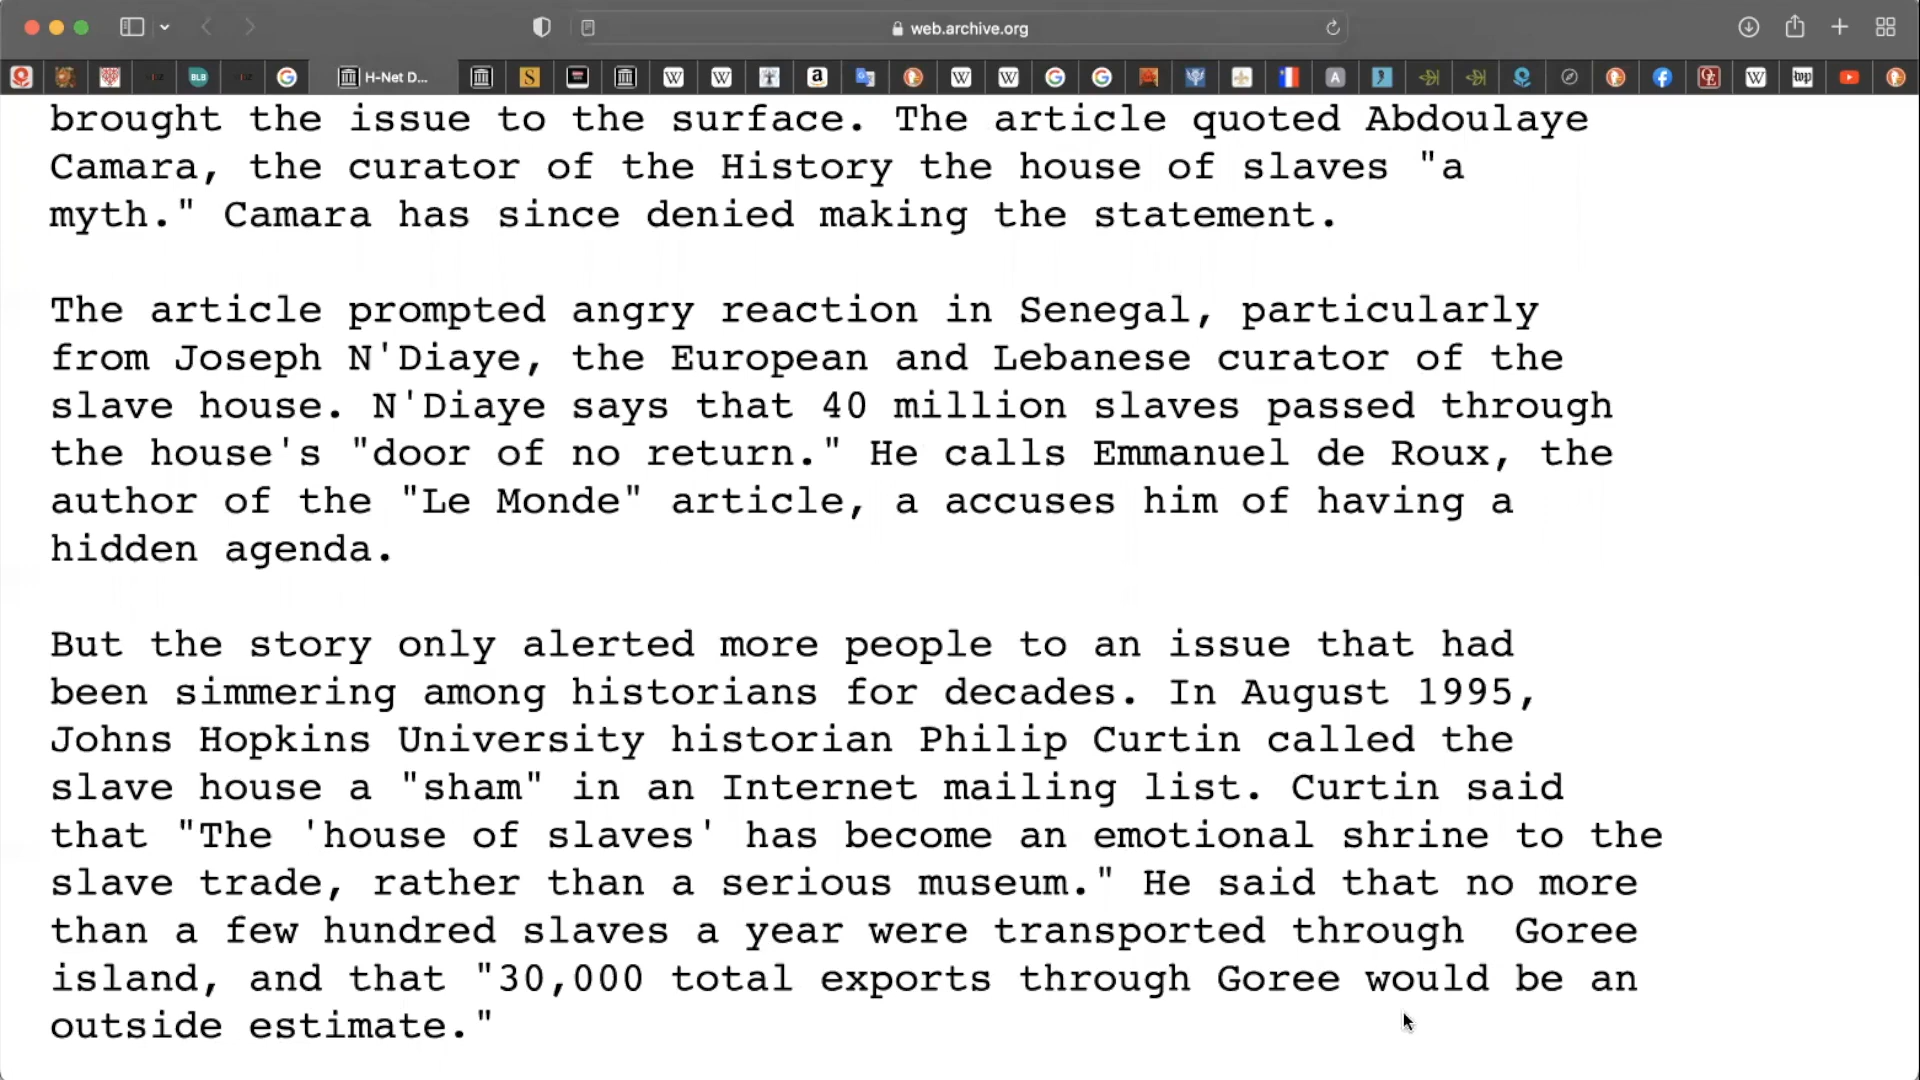 web.archive.org
BLB
H-Net D...
brought the issue to the surface. The article quoted Abdoulaye
Camara, the curator of the History the house of slaves "a
myth." Camara has since denied making the statement.
The article prompted angry reaction in Senegal, particularly
from Joseph N'Diaye, the European and Lebanese curator of the
slave house. N'Diaye says that 40 million slaves passed through
the house's "door of no return." He calls Emmanuel de Roux, the
author of the "Le Monde" article, a accuses him of having a
hidden agenda.
But the story only alerted more people to an issue that had
been simmering among historians for decades. In August 1995,
Johns Hopkins University historian Philip Curtin called the
slave house a "sham" in an Internet mailing list. Curtin said
that "The 'house of slaves' has become an emotional shrine to the
slave trade, rather than a serious museum." He said that no more
than a few hundred slaves a year were transported through  Goree
island, and that "30,000 total exports through Goree would be an
outside estimate."